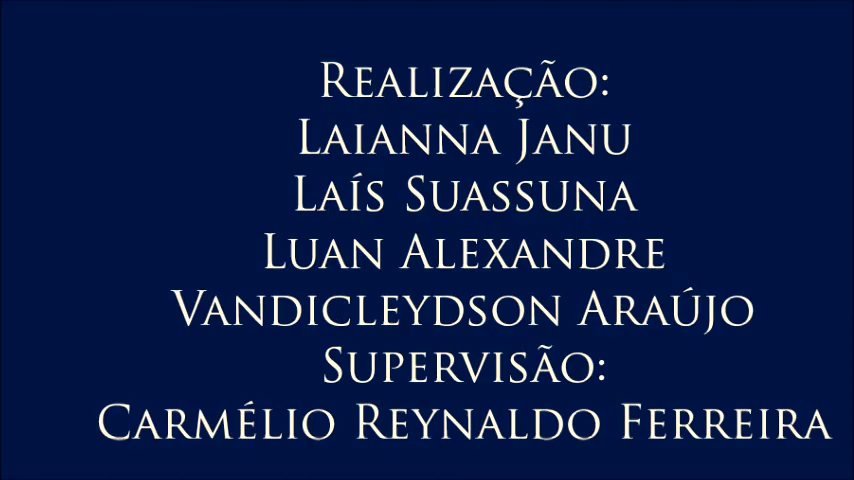 Realização:
Laianna Janu
Laís Suassuna
Luan Alexandre
Vandicleydson Araújo
Supervisão:
Carmélio Reynaldo Ferreira